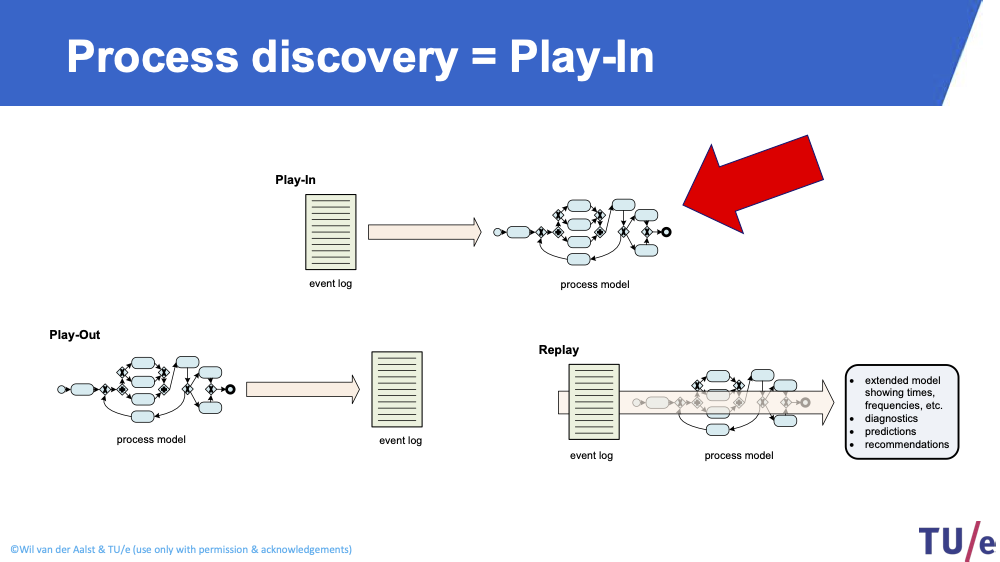 Process discovery = Play-In
Play-In
event log
process model
Play-Out
process model
event log
Replay
event log
process model
• extended model
showing times,
frequencies, etc.
• diagnostics
• predictions
• recommendations
©Wil van der Aalst & TU/e (use only with permission & acknowledgements)
TU/e